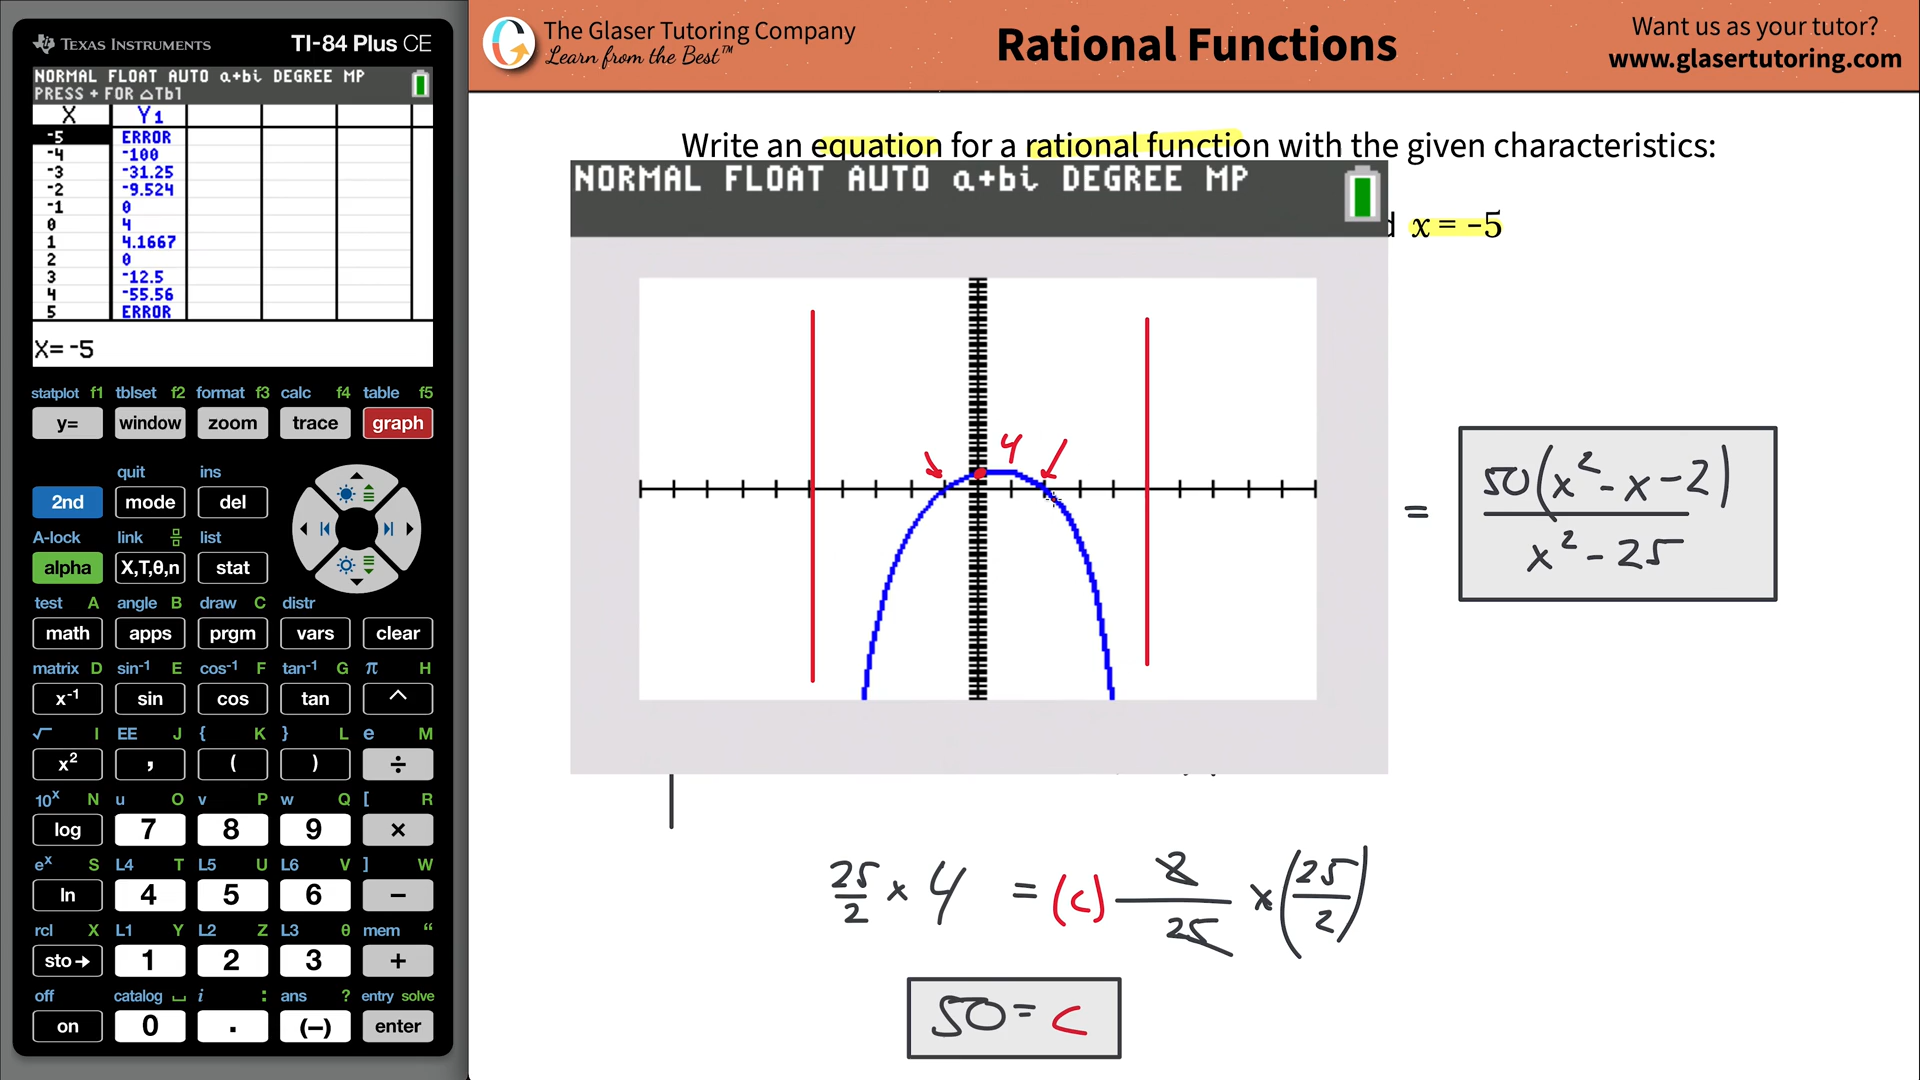 TEXAS INSTRUMENTS TI-84 Plus CE
NORMAL FLOAT AUTO a+bi DEGREE MP
PRESS + FOR △Tbl
X Y1
-5 ERROR
-4 -100
-3 -31.25
-2 -9.524
-1 0
0 4
1 4.1667
2 0
3 -12.5
4 -55.56
5 ERROR
X= -5
statplot f1 tblset f2 format f3 calc f4 table f5
y= window zoom trace graph
quit ins
2nd mode del
A-lock link list
alpha X,T,θ,n stat
test A angle B draw C distr
math apps prgm vars clear
matrix D sin⁻¹ E cos⁻¹ F tan⁻¹ G π H
x⁻¹ sin cos tan ^
√ I EE J { K } L e M
x² , ( ) ÷
10ˣ N u O v P w Q [ R
log 7 8 9 ×
eˣ S L4 T L5 U L6 V ] W
ln 4 5 6 −
rcl X L1 Y L2 Z L3 θ mem “
sto→ 1 2 3 +
off catalog ⎵ i : ans ? entry solve
on 0 . (−) enter
The Glaser Tutoring Company
Learn from the Best™
Rational Functions
Want us as your tutor?
www.glasertutoring.com
Write an equation for a rational function with the given characteristics:
x = −5
NORMAL FLOAT AUTO a+bi DEGREE MP
4
= 50(x² - x - 2) / x² - 25
25/2 x 4 = (c) 2/25 x (25/2)
50 = c